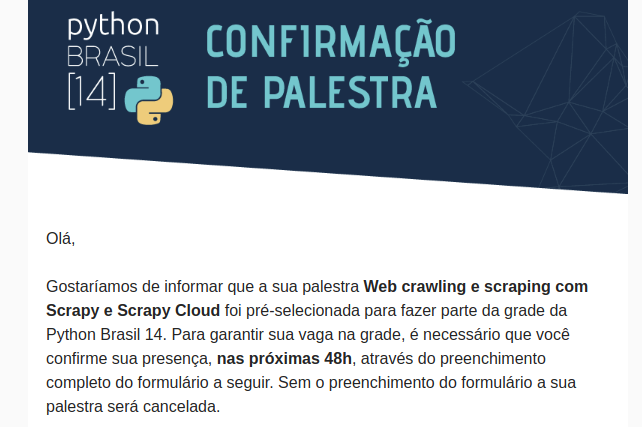 python
BRASIL
[14]
CONFIRMAÇÃO
DE PALESTRA
Olá,
Gostaríamos de informar que a sua palestra Web crawling e scraping com
Scrapy e Scrapy Cloud foi pré-selecionada para fazer parte da grade da
Python Brasil 14. Para garantir sua vaga na grade, é necessário que você
confirme sua presença, nas próximas 48h, através do preenchimento
completo do formulário a seguir. Sem o preenchimento do formulário a sua
palestra será cancelada.